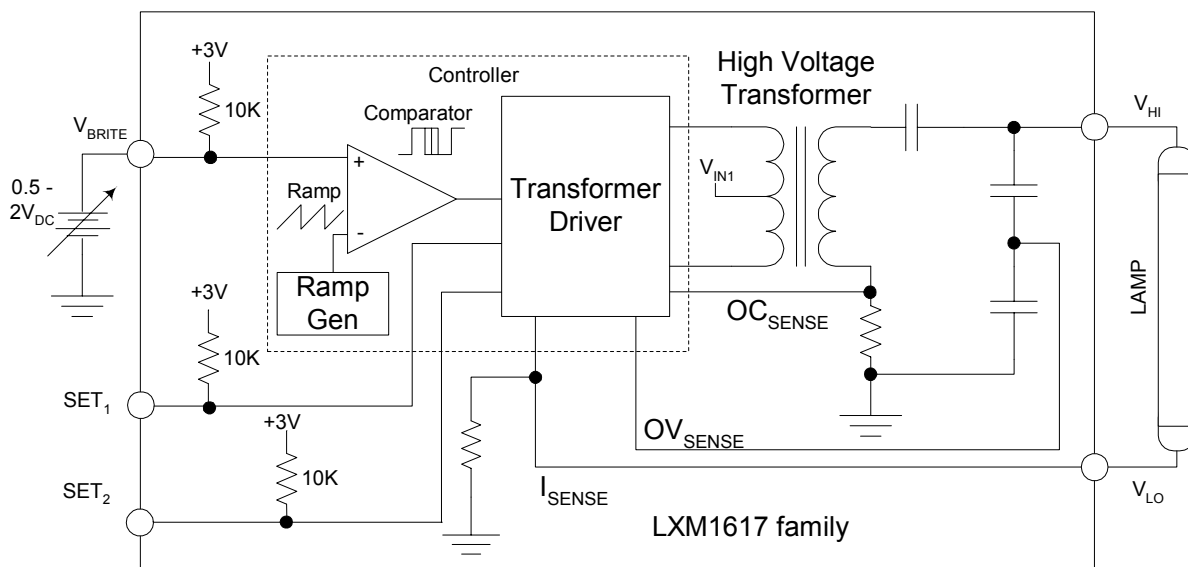 +3V
10K
V_BRITE
0.5 -
2V_DC
Controller
Comparator
+
Ramp
-
Ramp
Gen
Transformer
Driver
High Voltage
Transformer
V_IN1
V_HI
LAMP
OC_SENSE
+3V
10K
SET_1
+3V
10K
SET_2
OV_SENSE
I_SENSE
V_LO
LXM1617 family